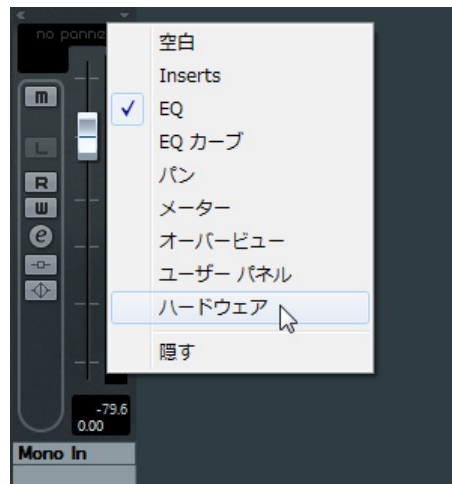 no panne
空白
m
Inserts
EQ
EQ カーブ
L
R
パン
W
メーター
e
オーバービュー
ユーザー パネル
ハードウェア
隠す
-79.6
0.00
Mono In